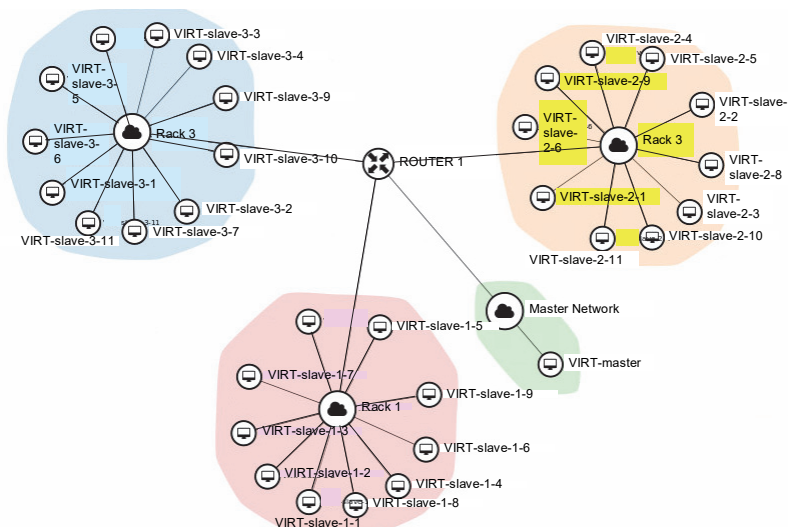 VIRT-slave-3-3
VIRT-slave-3-4
VIRT-
slave-3-
5
VIRT-slave-3-9
Rack 3
VIRT-
slave-3-
6
VIRT-slave-3-10
VIRT-slave-3-1
VIRT-slave-3-2
slave-3-11
VIRT-slave-3-11
VIRT-slave-3-7
ROUTER 1
VIRT-slave-2-4
VIRT-slave-2-5
VIRT-slave-2-9
VIRT-slave-
2-2
VIRT-
slave-
2-6
Rack 3
VIRT-
slave-2-8
VIRT-slave-2-1
VIRT-
slave-2-3
VIRT-slave-2-10
VIRT-slave-2-11
Master Network
VIRT-master
VIRT-slave-1-5
VIRT-slave-1-7
VIRT-slave-1-9
Rack 1
VIRT-slave-1-3
VIRT-slave-1-6
VIRT-slave-1-2
VIRT-slave-1-4
VIRT-slave-1-8
VIRT-slave-1-1